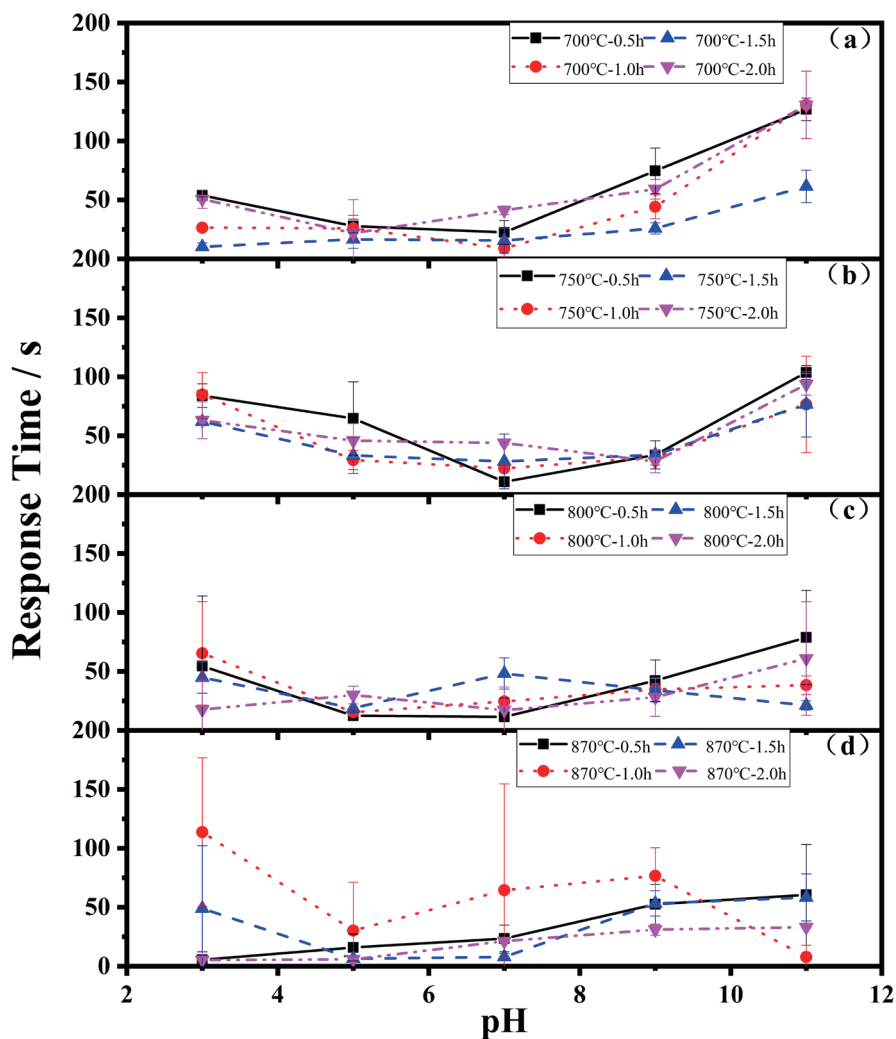 Response Time / s
200
150
100
50
700℃-0.5h 700℃-1.5h
700℃-1.0h 700℃-2.0h
(a)
200
150
100
50
750℃-0.5h 750℃-1.5h
750℃-1.0h 750℃-2.0h
(b)
200
150
100
50
800℃-0.5h 800℃-1.5h
800℃-1.0h 800℃-2.0h
(c)
200
150
100
50
0
870℃-0.5h 870℃-1.5h
870℃-1.0h 870℃-2.0h
(d)
2 4 6 8 10 12
pH